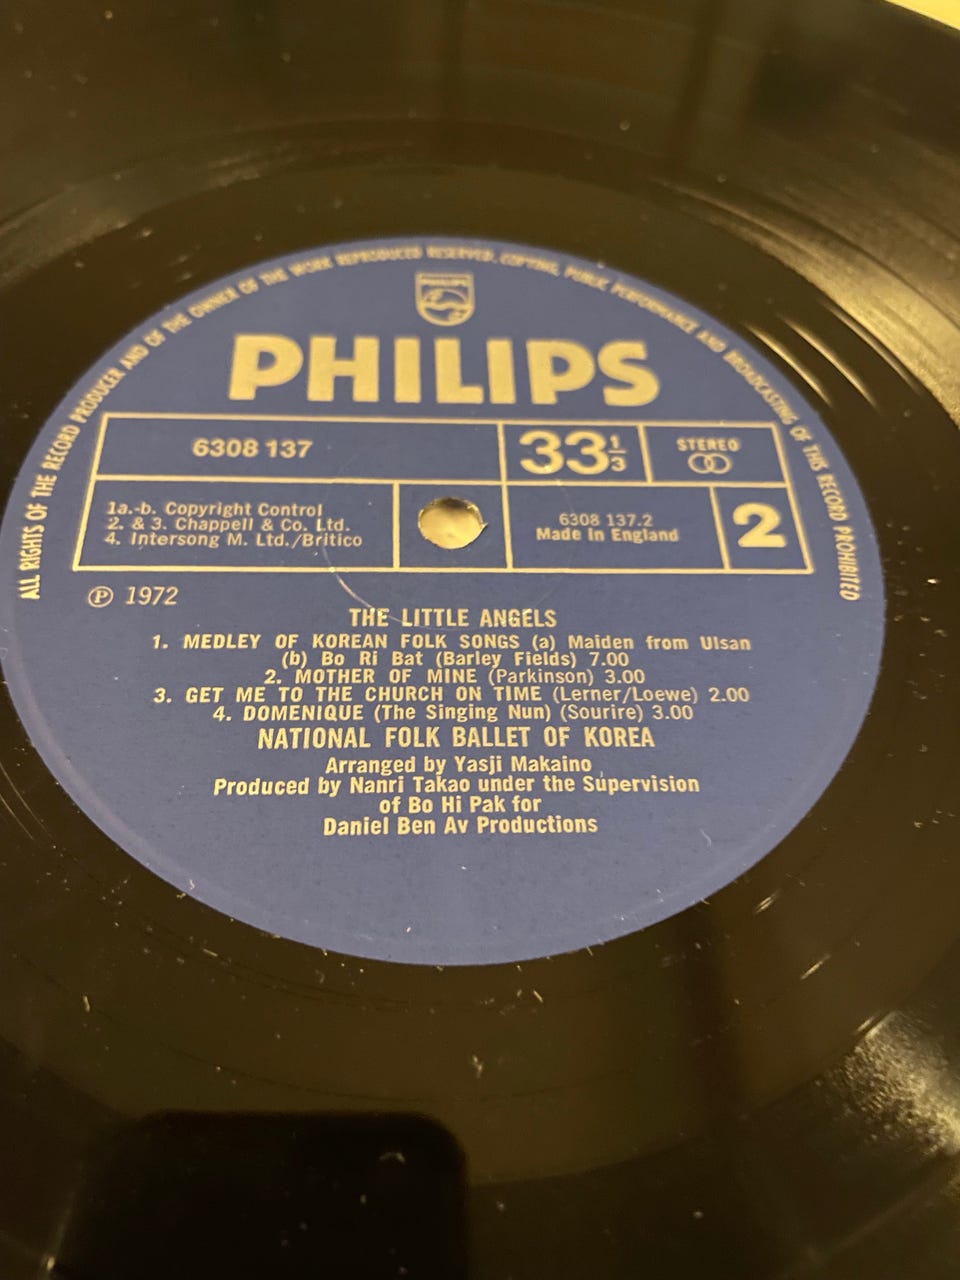 ALL RIGHTS OF THE RECORD PRODUCER AND OF THE OWNER OF THE WORK REPRODUCED RESERVED. COPYING, PUBLIC PERFORMANCE AND BROADCASTING OF THIS RECORD PROHIBITED
PHILIPS
PHILIPS
6308 137
33 1/3
STEREO
1a.-b. Copyright Control
2. & 3. Chappell & Co. Ltd.
4. Intersong M. Ltd./Britico
6308 137.2
Made In England
2
Ⓟ 1972
THE LITTLE ANGELS
1. MEDLEY OF KOREAN FOLK SONGS (a) Maiden from Ulsan
(b) Bo Ri Bat (Barley Fields) 7.00
2. MOTHER OF MINE (Parkinson) 3.00
3. GET ME TO THE CHURCH ON TIME (Lerner/Loewe) 2.00
4. DOMENIQUE (The Singing Nun) (Sourire) 3.00
NATIONAL FOLK BALLET OF KOREA
Arranged by Yasji Makaino
Produced by Nanri Takao under the Supervision
of Bo Hi Pak for
Daniel Ben Av Productions